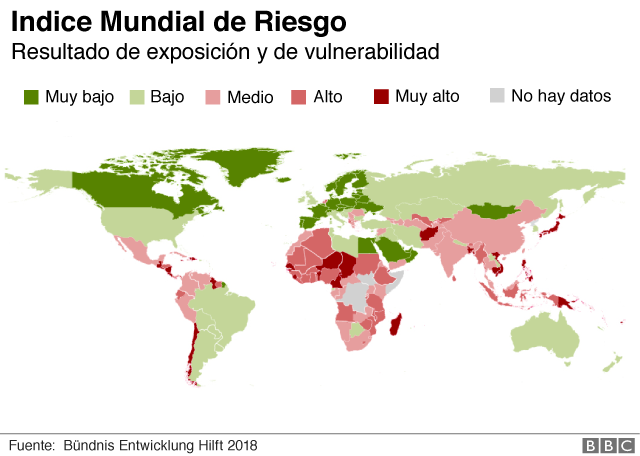 Indice Mundial de Riesgo
Resultado de exposición y de vulnerabilidad
Muy bajo Bajo Medio Alto Muy alto No hay datos
Fuente: Bündnis Entwicklung Hilft 2018
BBC